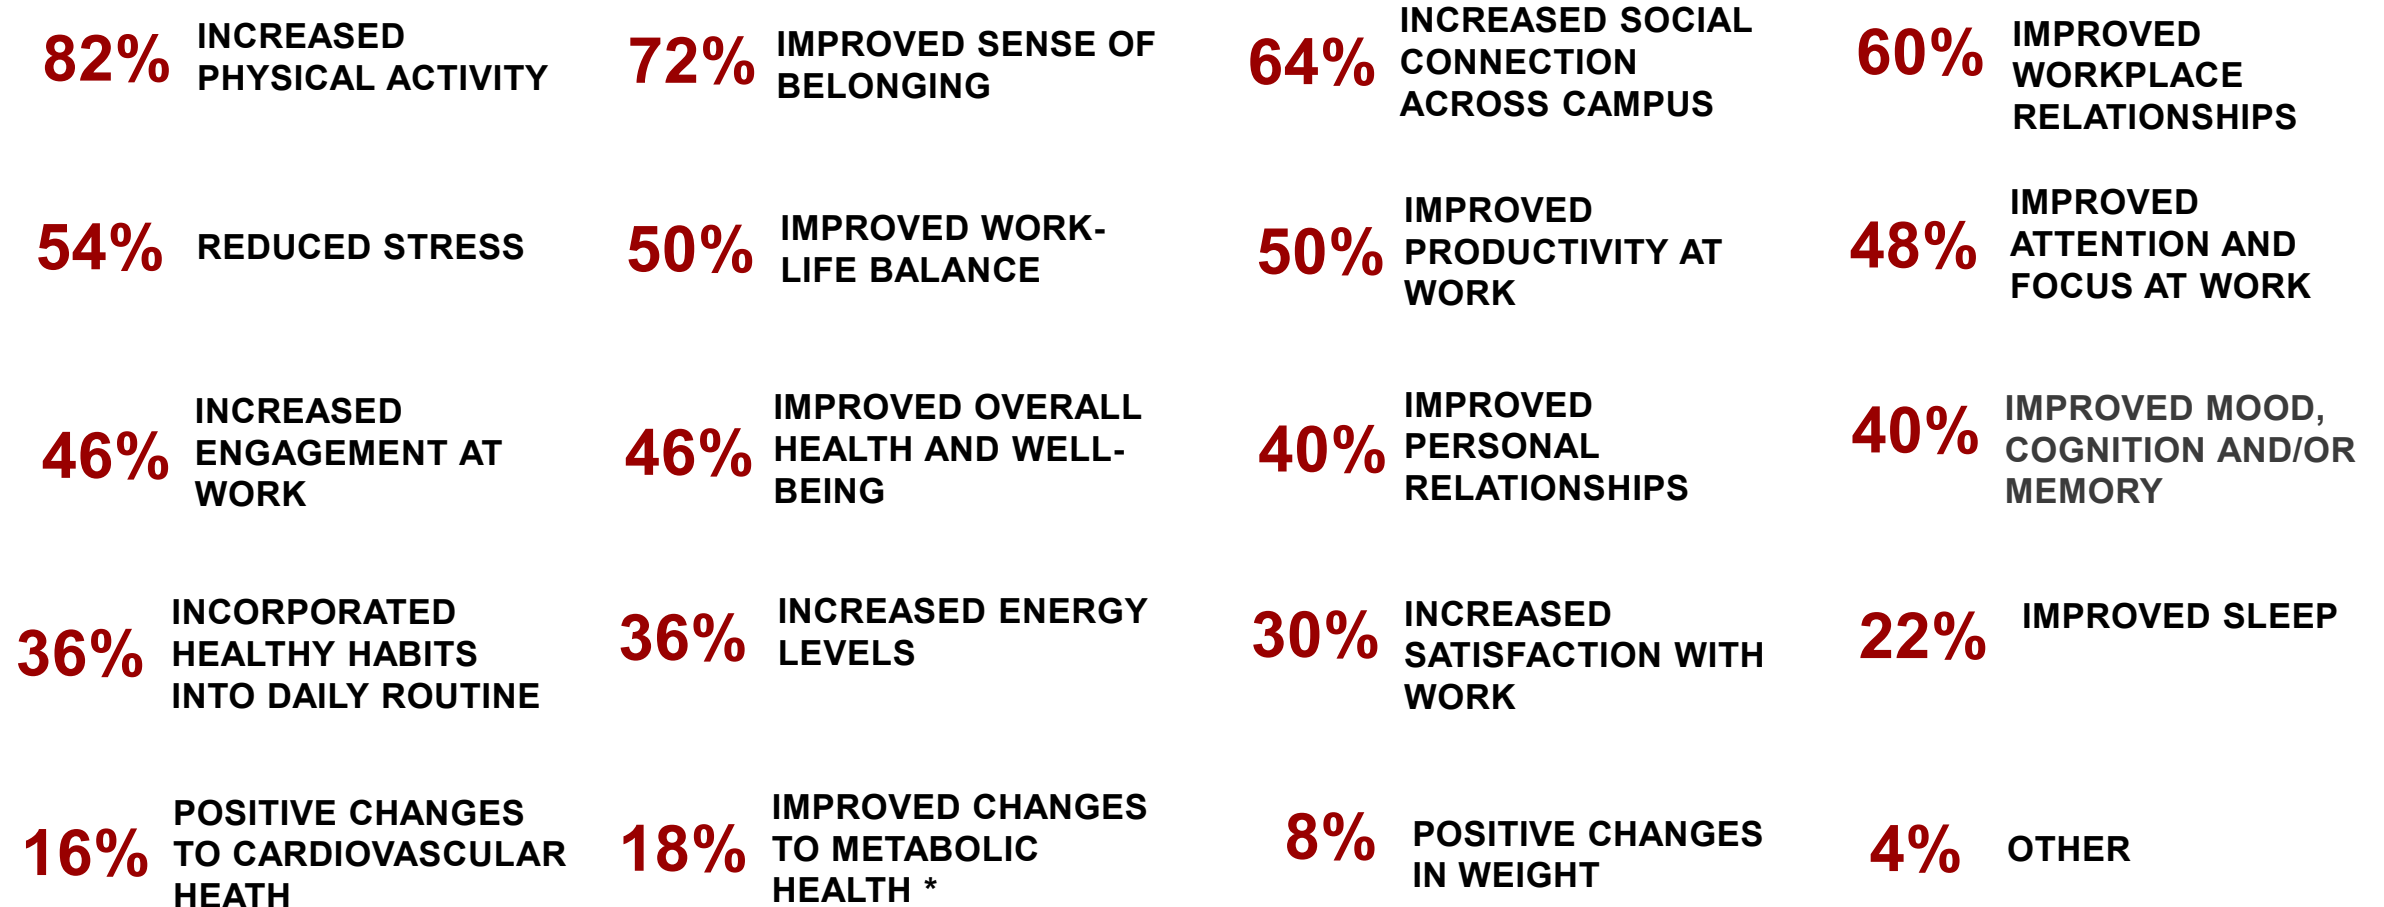 82%
INCREASED
PHYSICAL ACTIVITY
72%
IMPROVED SENSE OF
BELONGING
64%
INCREASED SOCIAL
CONNECTION
ACROSS CAMPUS
60%
IMPROVED
WORKPLACE
RELATIONSHIPS
54%
REDUCED STRESS
50%
IMPROVED WORK-
LIFE BALANCE
50%
IMPROVED
PRODUCTIVITY AT
WORK
48%
IMPROVED
ATTENTION AND
FOCUS AT WORK
46%
INCREASED
ENGAGEMENT AT
WORK
46%
IMPROVED OVERALL
HEALTH AND WELL-
BEING
40%
IMPROVED
PERSONAL
RELATIONSHIPS
40%
IMPROVED MOOD,
COGNITION AND/OR
MEMORY
36%
INCORPORATED
HEALTHY HABITS
INTO DAILY ROUTINE
36%
INCREASED ENERGY
LEVELS
30%
INCREASED
SATISFACTION WITH
WORK
22%
IMPROVED SLEEP
16%
POSITIVE CHANGES
TO CARDIOVASCULAR
HEATH
18%
IMPROVED CHANGES
TO METABOLIC
HEALTH *
8%
POSITIVE CHANGES
IN WEIGHT
4%
OTHER